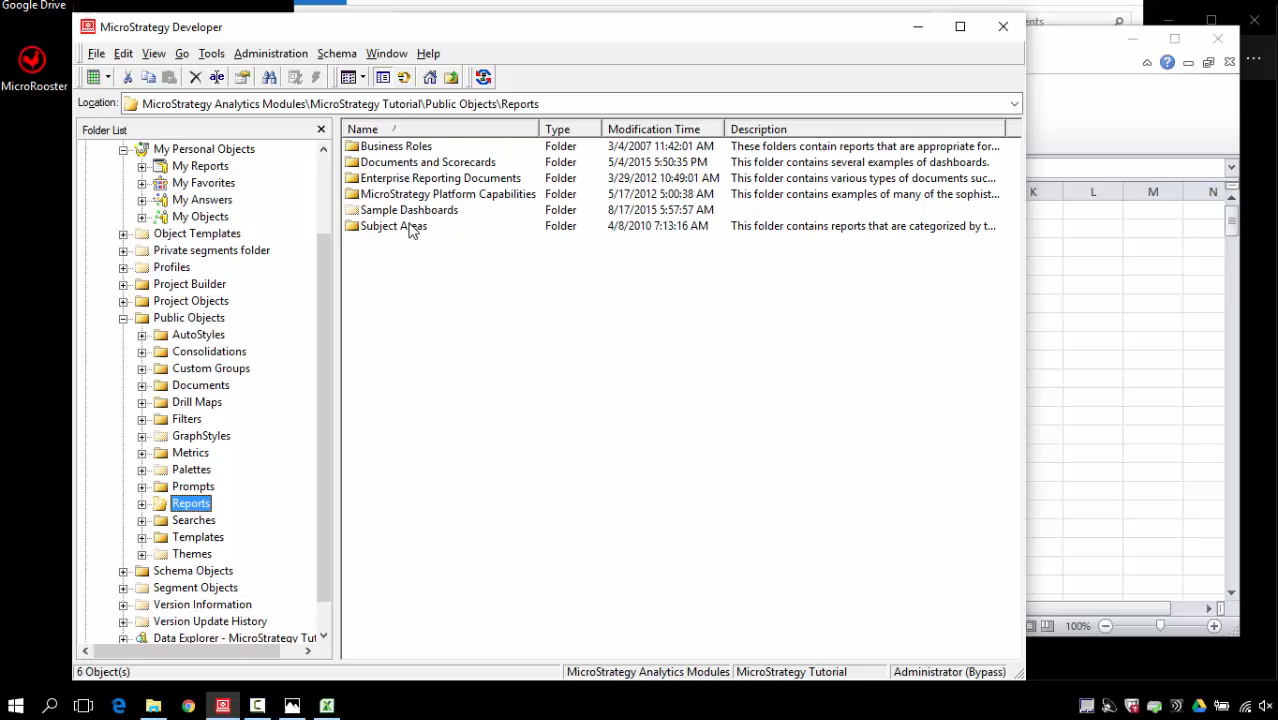 Google Drive
MicroRooster
MicroStrategy Developer
File Edit View Go Tools Administration Schema Window Help
Location: MicroStrategy Analytics Modules\MicroStrategy Tutorial\Public Objects\Reports
Folder List
My Personal Objects
My Reports
My Favorites
My Answers
My Objects
Object Templates
Private segments folder
Profiles
Project Builder
Project Objects
Public Objects
AutoStyles
Consolidations
Custom Groups
Documents
Drill Maps
Filters
GraphStyles
Metrics
Palettes
Prompts
Reports
Searches
Templates
Themes
Schema Objects
Segment Objects
Version Information
Version Update History
Data Explorer - MicroStrategy Tut
Name Type Modification Time Description
Business Roles Folder 3/4/2007 11:42:01 AM These folders contain reports that are appropriate for...
Documents and Scorecards Folder 5/4/2015 5:50:35 PM This folder contains several examples of dashboards.
Enterprise Reporting Documents Folder 3/29/2012 10:49:01 AM This folder contains various types of documents suc...
MicroStrategy Platform Capabilities Folder 5/17/2012 5:00:38 AM This folder contains examples of many of the sophist...
Sample Dashboards Folder 8/17/2015 5:57:57 AM
Subject Areas Folder 4/8/2010 7:13:16 AM This folder contains reports that are categorized by t...
6 Object(s) MicroStrategy Analytics Modules MicroStrategy Tutorial Administrator (Bypass)
ents
K L M N
100%